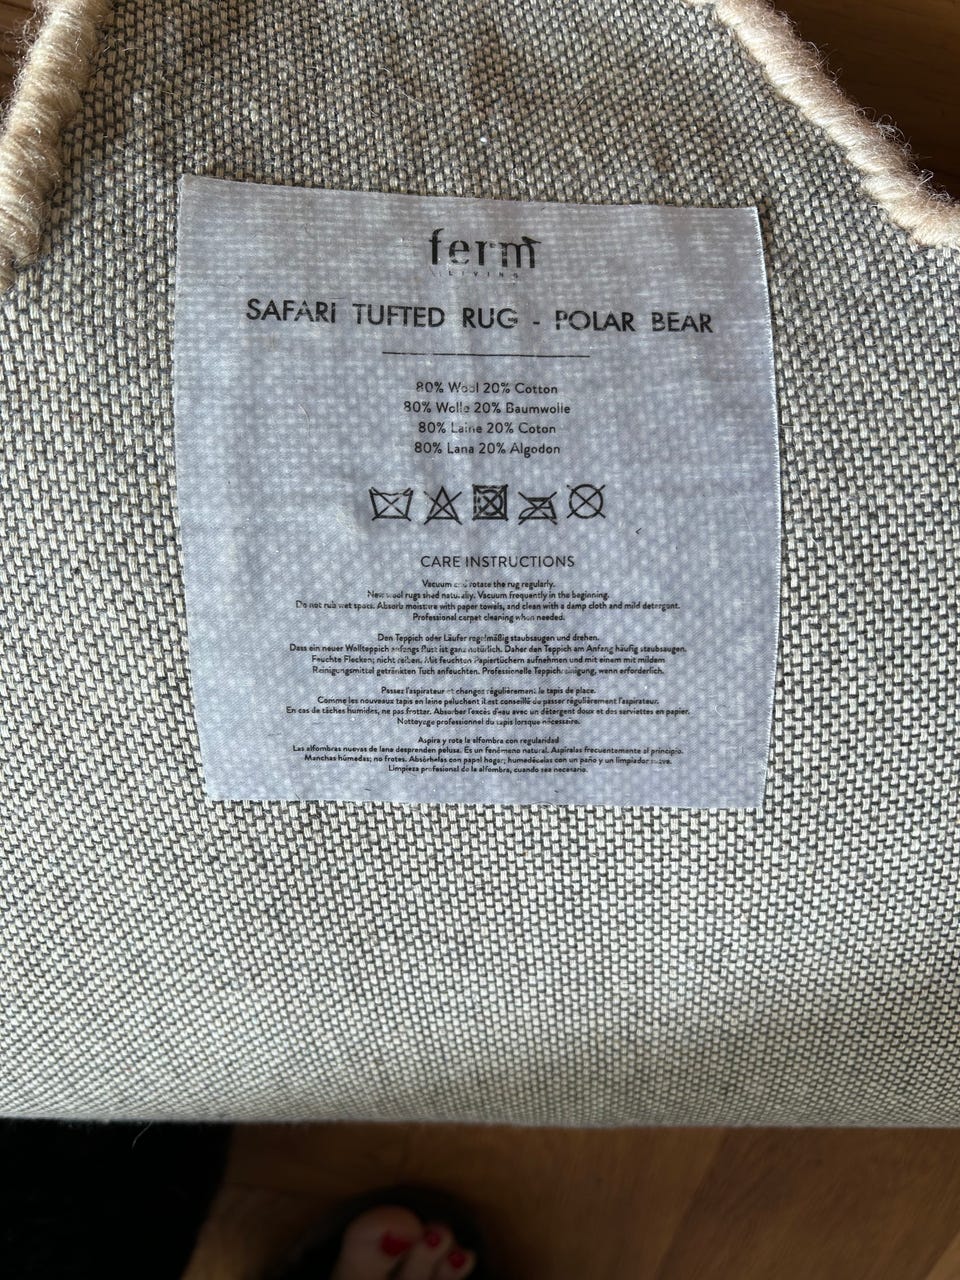 ferm
LIVING
SAFARI TUFTED RUG - POLAR BEAR
80% Wool 20% Cotton
80% Wolle 20% Baumwolle
80% Laine 20% Coton
80% Lana 20% Algodon
CARE INSTRUCTIONS
Vacuum and rotate the rug regularly.
New wool rugs shed naturally. Vacuum frequently in the beginning.
Do not rub wet spots. Absorb moisture with paper towels, and clean with a damp cloth and mild detergent.
Professional carpet cleaning when needed.
Den Teppich oder Läufer regelmäßig staubsaugen und drehen.
Dass ein neuer Wollteppich anfangs flust ist ganz natürlich. Daher den Teppich am Anfang häufig staubsaugen.
Feuchte Flecken; nicht reiben. Mit feuchten Papiertüchern aufnehmen und mit einem mit mildem
Reinigungsmittel getränkten Tuch anfeuchten. Professionelle Teppichreinigung, wenn erforderlich.
Passez l'aspirateur et changez régulièrement le tapis de place.
Comme les nouveaux tapis en laine peluchent il est conseillé de passer régulièrement l'aspirateur.
En cas de tâches humides, ne pas frotter. Absorber l'excès d'eau avec un détergent doux et des serviettes en papier.
Nettoyage professionnel du tapis lorsque nécessaire.
Aspira y rota la alfombra con regularidad
Las alfombras nuevas de lana desprenden pelusa. Es un fenómeno natural. Aspíralas frecuentemente al principio.
Manchas húmedas; no frotes. Absórbelas con papel hogar; humedécelas con un paño y un limpiador suave.
Limpieza profesional de la alfombra, cuando sea necesario.